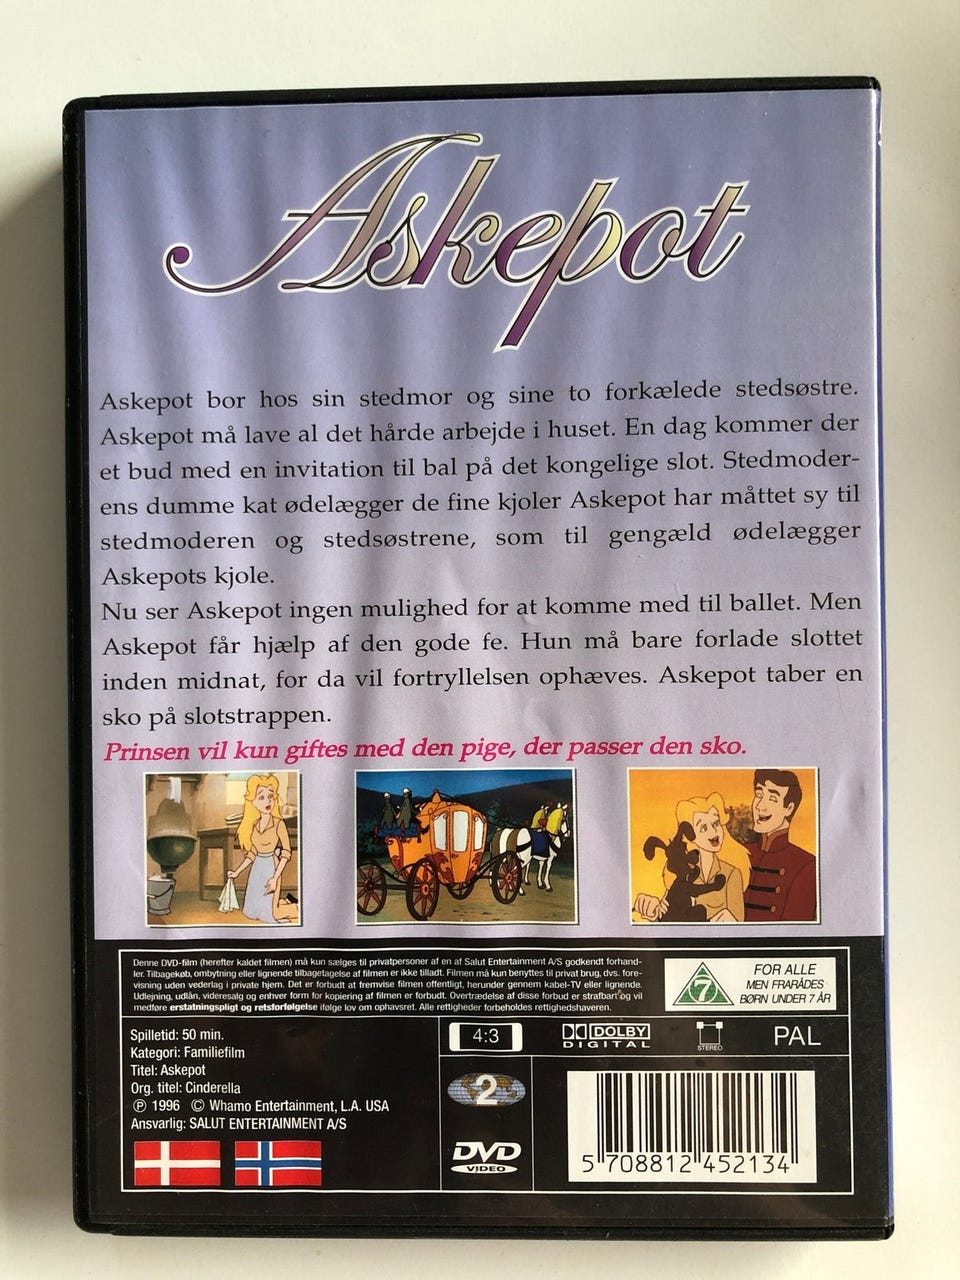 Askepot
Askepot bor hos sin stedmor og sine to forkælede stedsøstre.
Askepot må lave al det hårde arbejde i huset. En dag kommer der
et bud med en invitation til bal på det kongelige slot. Stedmoder-
ens dumme kat ødelægger de fine kjoler Askepot har måttet sy til
stedmoderen og stedsøstrene, som til gengæld ødelægger
Askepots kjole.
Nu ser Askepot ingen mulighed for at komme med til ballet. Men
Askepot får hjælp af den gode fe. Hun må bare forlade slottet
inden midnat, for da vil fortryllelsen ophæves. Askepot taber en
sko på slotstrappen.
Prinsen vil kun giftes med den pige, der passer den sko.
Denne DVD-film (herefter kaldet filmen) må kun sælges til privatpersoner af en af Salut Entertainment A/S godkendt forhand-
ler. Tilbagekøb, ombytning eller lignende tilbagetagelse af filmen er ikke tilladt. Filmen må kun benyttes til privat brug, dvs. fore-
visning uden vederlag i private hjem. Det er forbudt at fremvise filmen offentligt, herunder gennem kabel-TV eller lignende.
Udlejning, udlån, videresalg og enhver form for kopiering af filmen er forbudt. Overtrædelse af disse forbud er strafbart og vil
medføre erstatningspligt og retsforfølgelse ifølge lov om ophavsret. Alle rettigheder forbeholdes rettighedshaveren.
7
FOR ALLE
MEN FRARÅDES
BØRN UNDER 7 ÅR
Spilletid: 50 min.
Kategori: Familiefilm
Titel: Askepot
Org. titel: Cinderella
℗ 1996 © Whamo Entertainment, L.A. USA
Ansvarlig: SALUT ENTERTAINMENT A/S
4:3
DOLBY
DIGITAL
STEREO
PAL
2
DVD
VIDEO
5 708812 452134